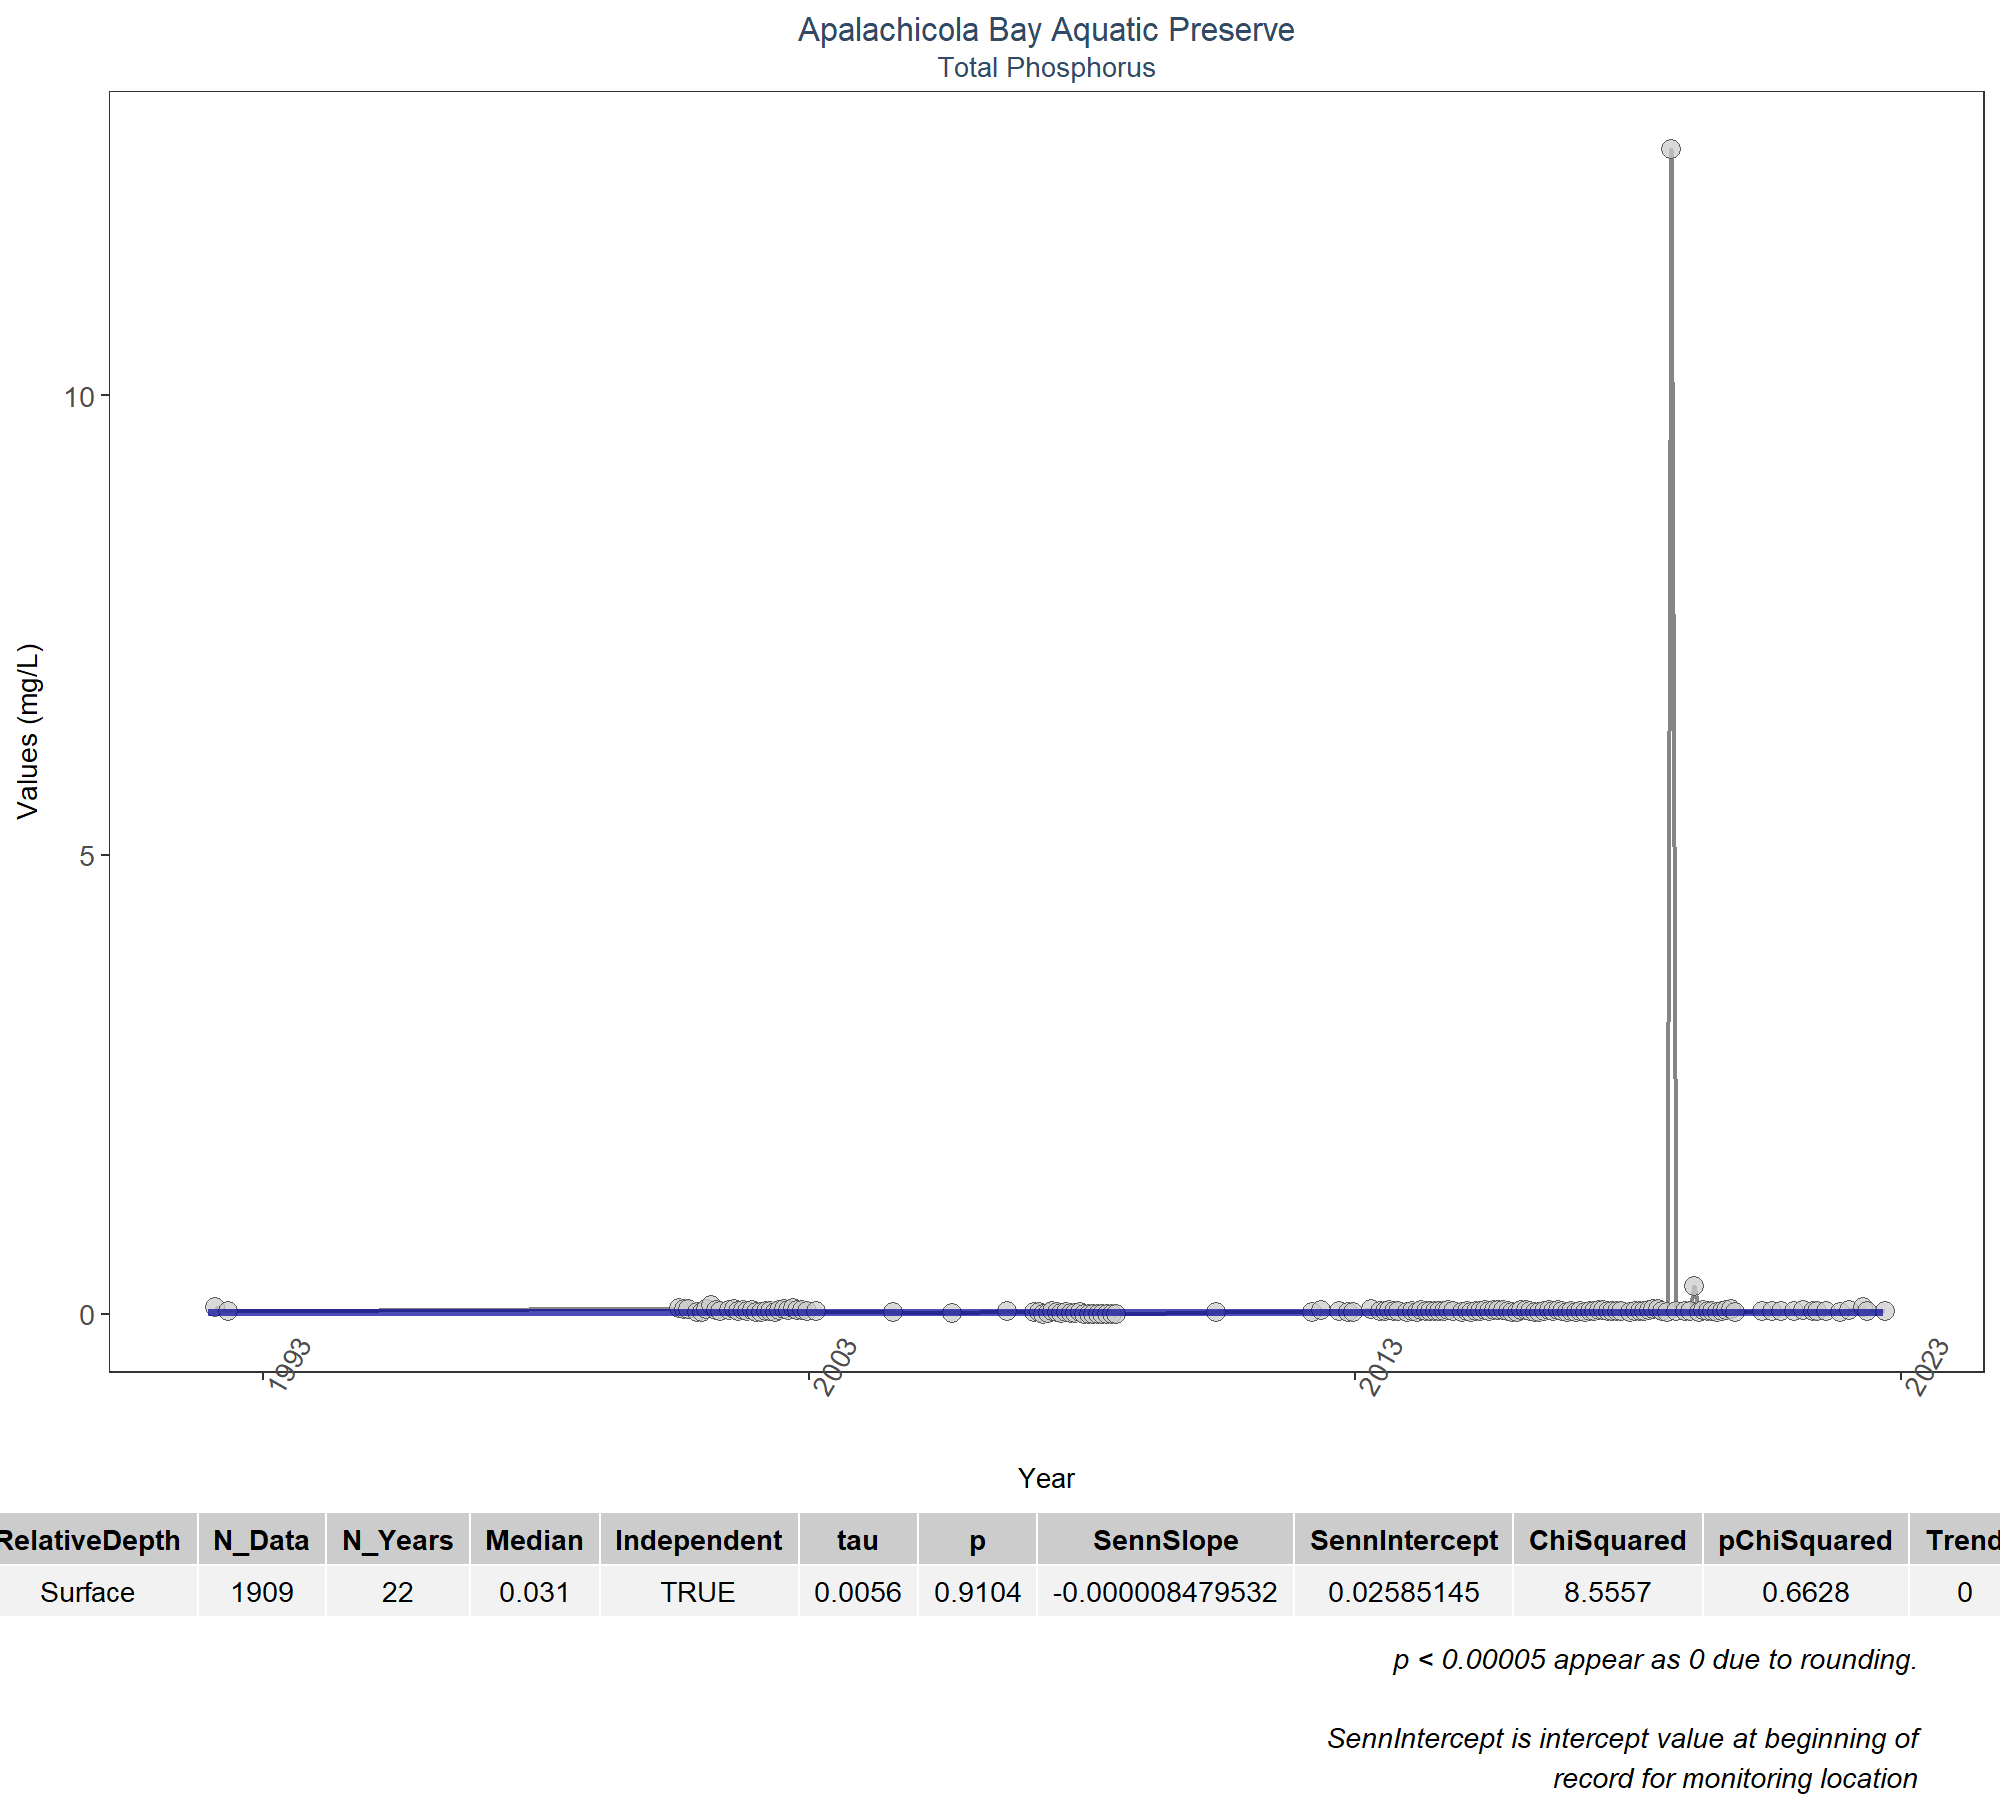 Apalachicola Bay Aquatic Preserve
Total Phosphorus
Values (mg/L)
10
5
0
1993
2003
2013
2023
Year
RelativeDepth N_Data N_Years Median Independent tau p SennSlope SennIntercept ChiSquared pChiSquared Trend
Surface 1909 22 0.031 TRUE 0.0056 0.9104 -0.000008479532 0.02585145 8.5557 0.6628 0
p < 0.00005 appear as 0 due to rounding.
SennIntercept is intercept value at beginning of
record for monitoring location